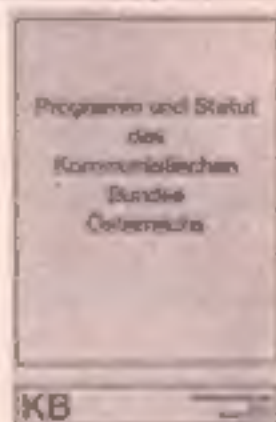 Programm und Statut
des
Kommunistischen
Bundes
Österreichs
KB